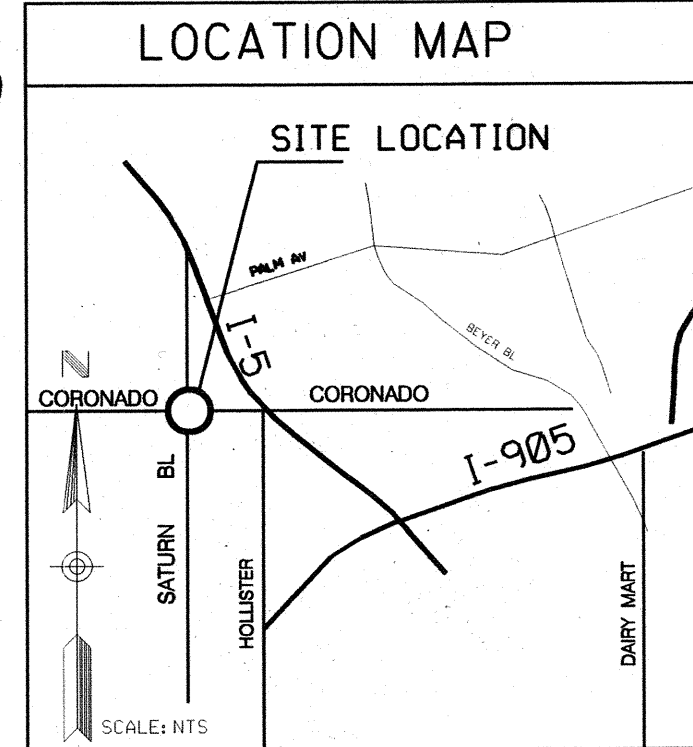 LOCATION MAP
SITE LOCATION
PALM AV
I-5
BEYER BL
N
CORONADO
CORONADO
I-905
SATURN BL
HOLLISTER
DAIRY MART
SCALE: NTS